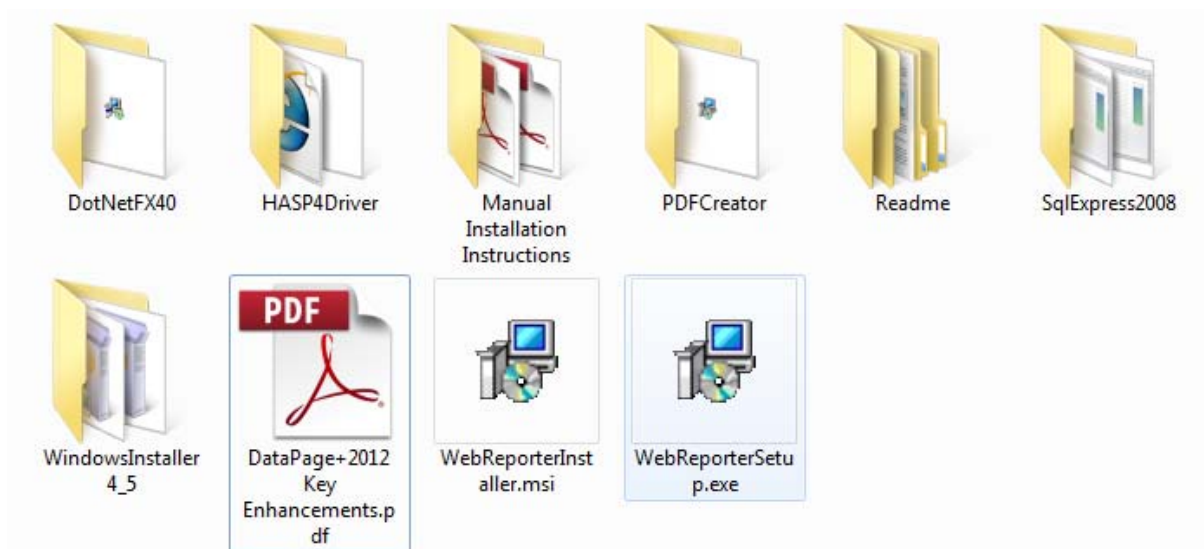 DotNetFX40
HASP4Driver
Manual
Installation
Instructions
PDFCreator
Readme
SqlExpress2008
WindowsInstaller
4_5
PDF
DataPage+2012
Key
Enhancements.p
df
WebReporterInst
aller.msi
WebReporterSetu
p.exe